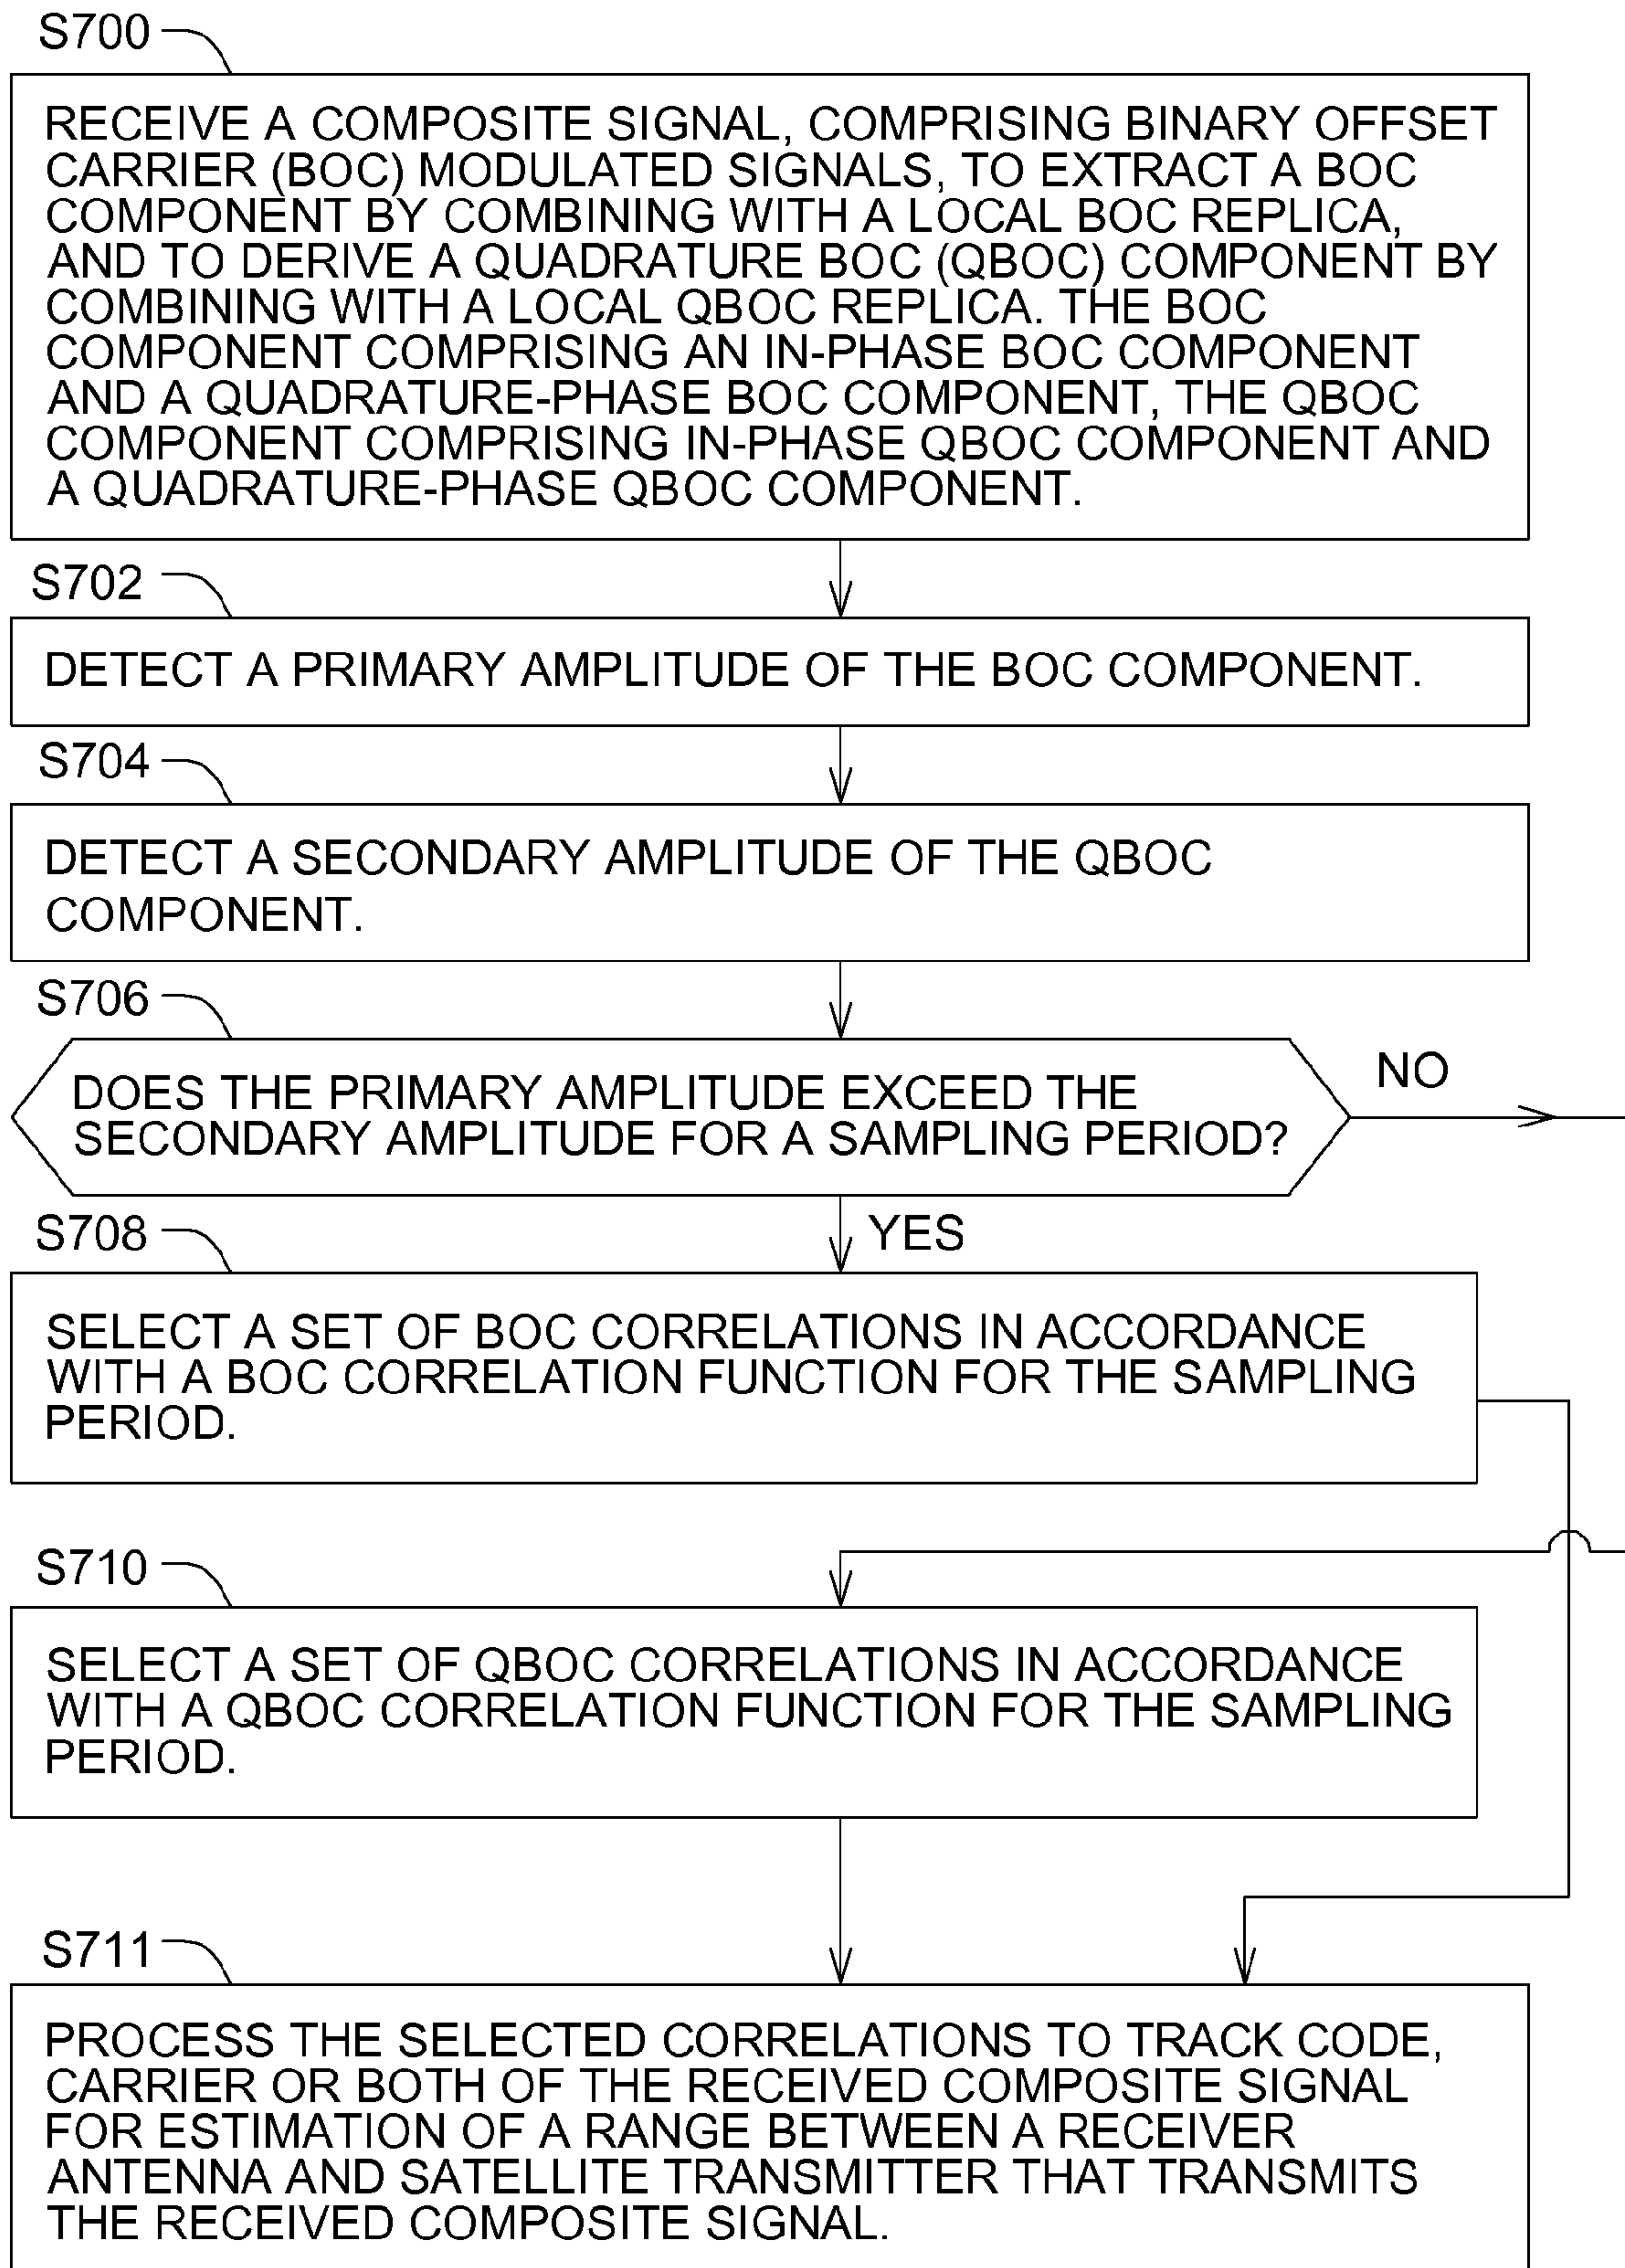 S700
RECEIVE A COMPOSITE SIGNAL, COMPRISING BINARY OFFSET
CARRIER (BOC) MODULATED SIGNALS, TO EXTRACT A BOC
COMPONENT BY COMBINING WITH A LOCAL BOC REPLICA,
AND TO DERIVE A QUADRATURE BOC (QBOC) COMPONENT BY
COMBINING WITH A LOCAL QBOC REPLICA. THE BOC
COMPONENT COMPRISING AN IN-PHASE BOC COMPONENT
AND A QUADRATURE-PHASE BOC COMPONENT, THE QBOC
COMPONENT COMPRISING IN-PHASE QBOC COMPONENT AND
A QUADRATURE-PHASE QBOC COMPONENT.
S702
DETECT A PRIMARY AMPLITUDE OF THE BOC COMPONENT.
S704
DETECT A SECONDARY AMPLITUDE OF THE QBOC
COMPONENT.
S706
DOES THE PRIMARY AMPLITUDE EXCEED THE
SECONDARY AMPLITUDE FOR A SAMPLING PERIOD?
NO
YES
S708
SELECT A SET OF BOC CORRELATIONS IN ACCORDANCE
WITH A BOC CORRELATION FUNCTION FOR THE SAMPLING
PERIOD.
S710
SELECT A SET OF QBOC CORRELATIONS IN ACCORDANCE
WITH A QBOC CORRELATION FUNCTION FOR THE SAMPLING
PERIOD.
S711
PROCESS THE SELECTED CORRELATIONS TO TRACK CODE,
CARRIER OR BOTH OF THE RECEIVED COMPOSITE SIGNAL
FOR ESTIMATION OF A RANGE BETWEEN A RECEIVER
ANTENNA AND SATELLITE TRANSMITTER THAT TRANSMITS
THE RECEIVED COMPOSITE SIGNAL.